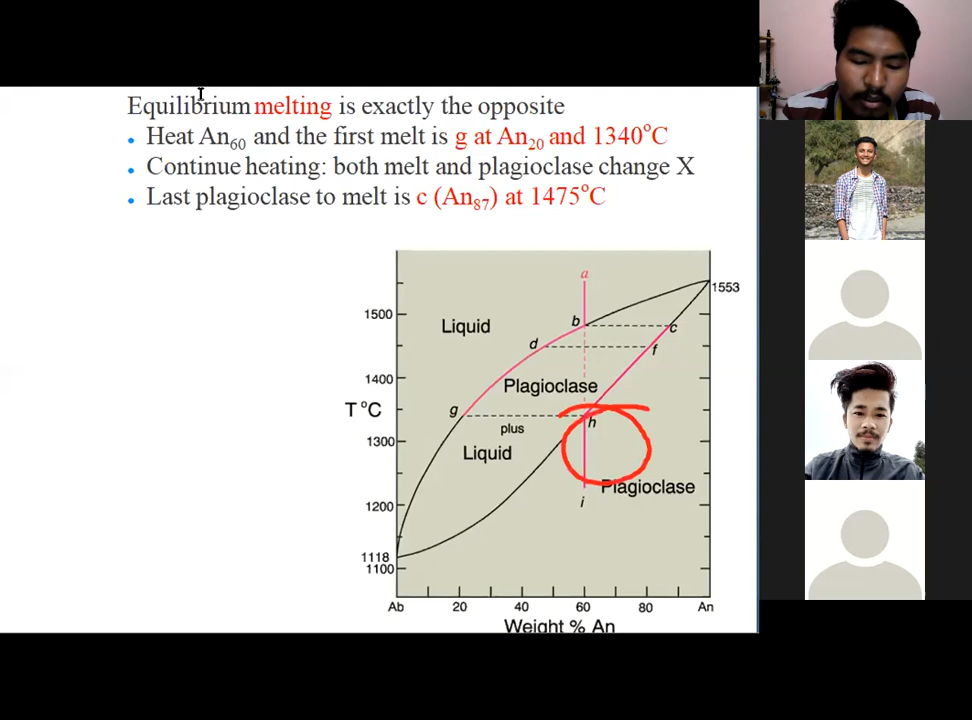 Equilibrium melting is exactly the opposite
• Heat An60 and the first melt is g at An20 and 1340°C
• Continue heating: both melt and plagioclase change X
• Last plagioclase to melt is c (An87) at 1475°C
a
1553
1500
Liquid
b
c
d
f
1400
Plagioclase
T °C
g
plus
h
1300
Liquid
Plagioclase
1200
i
1118
1100
Ab 20 40 60 80 An
Weight % An